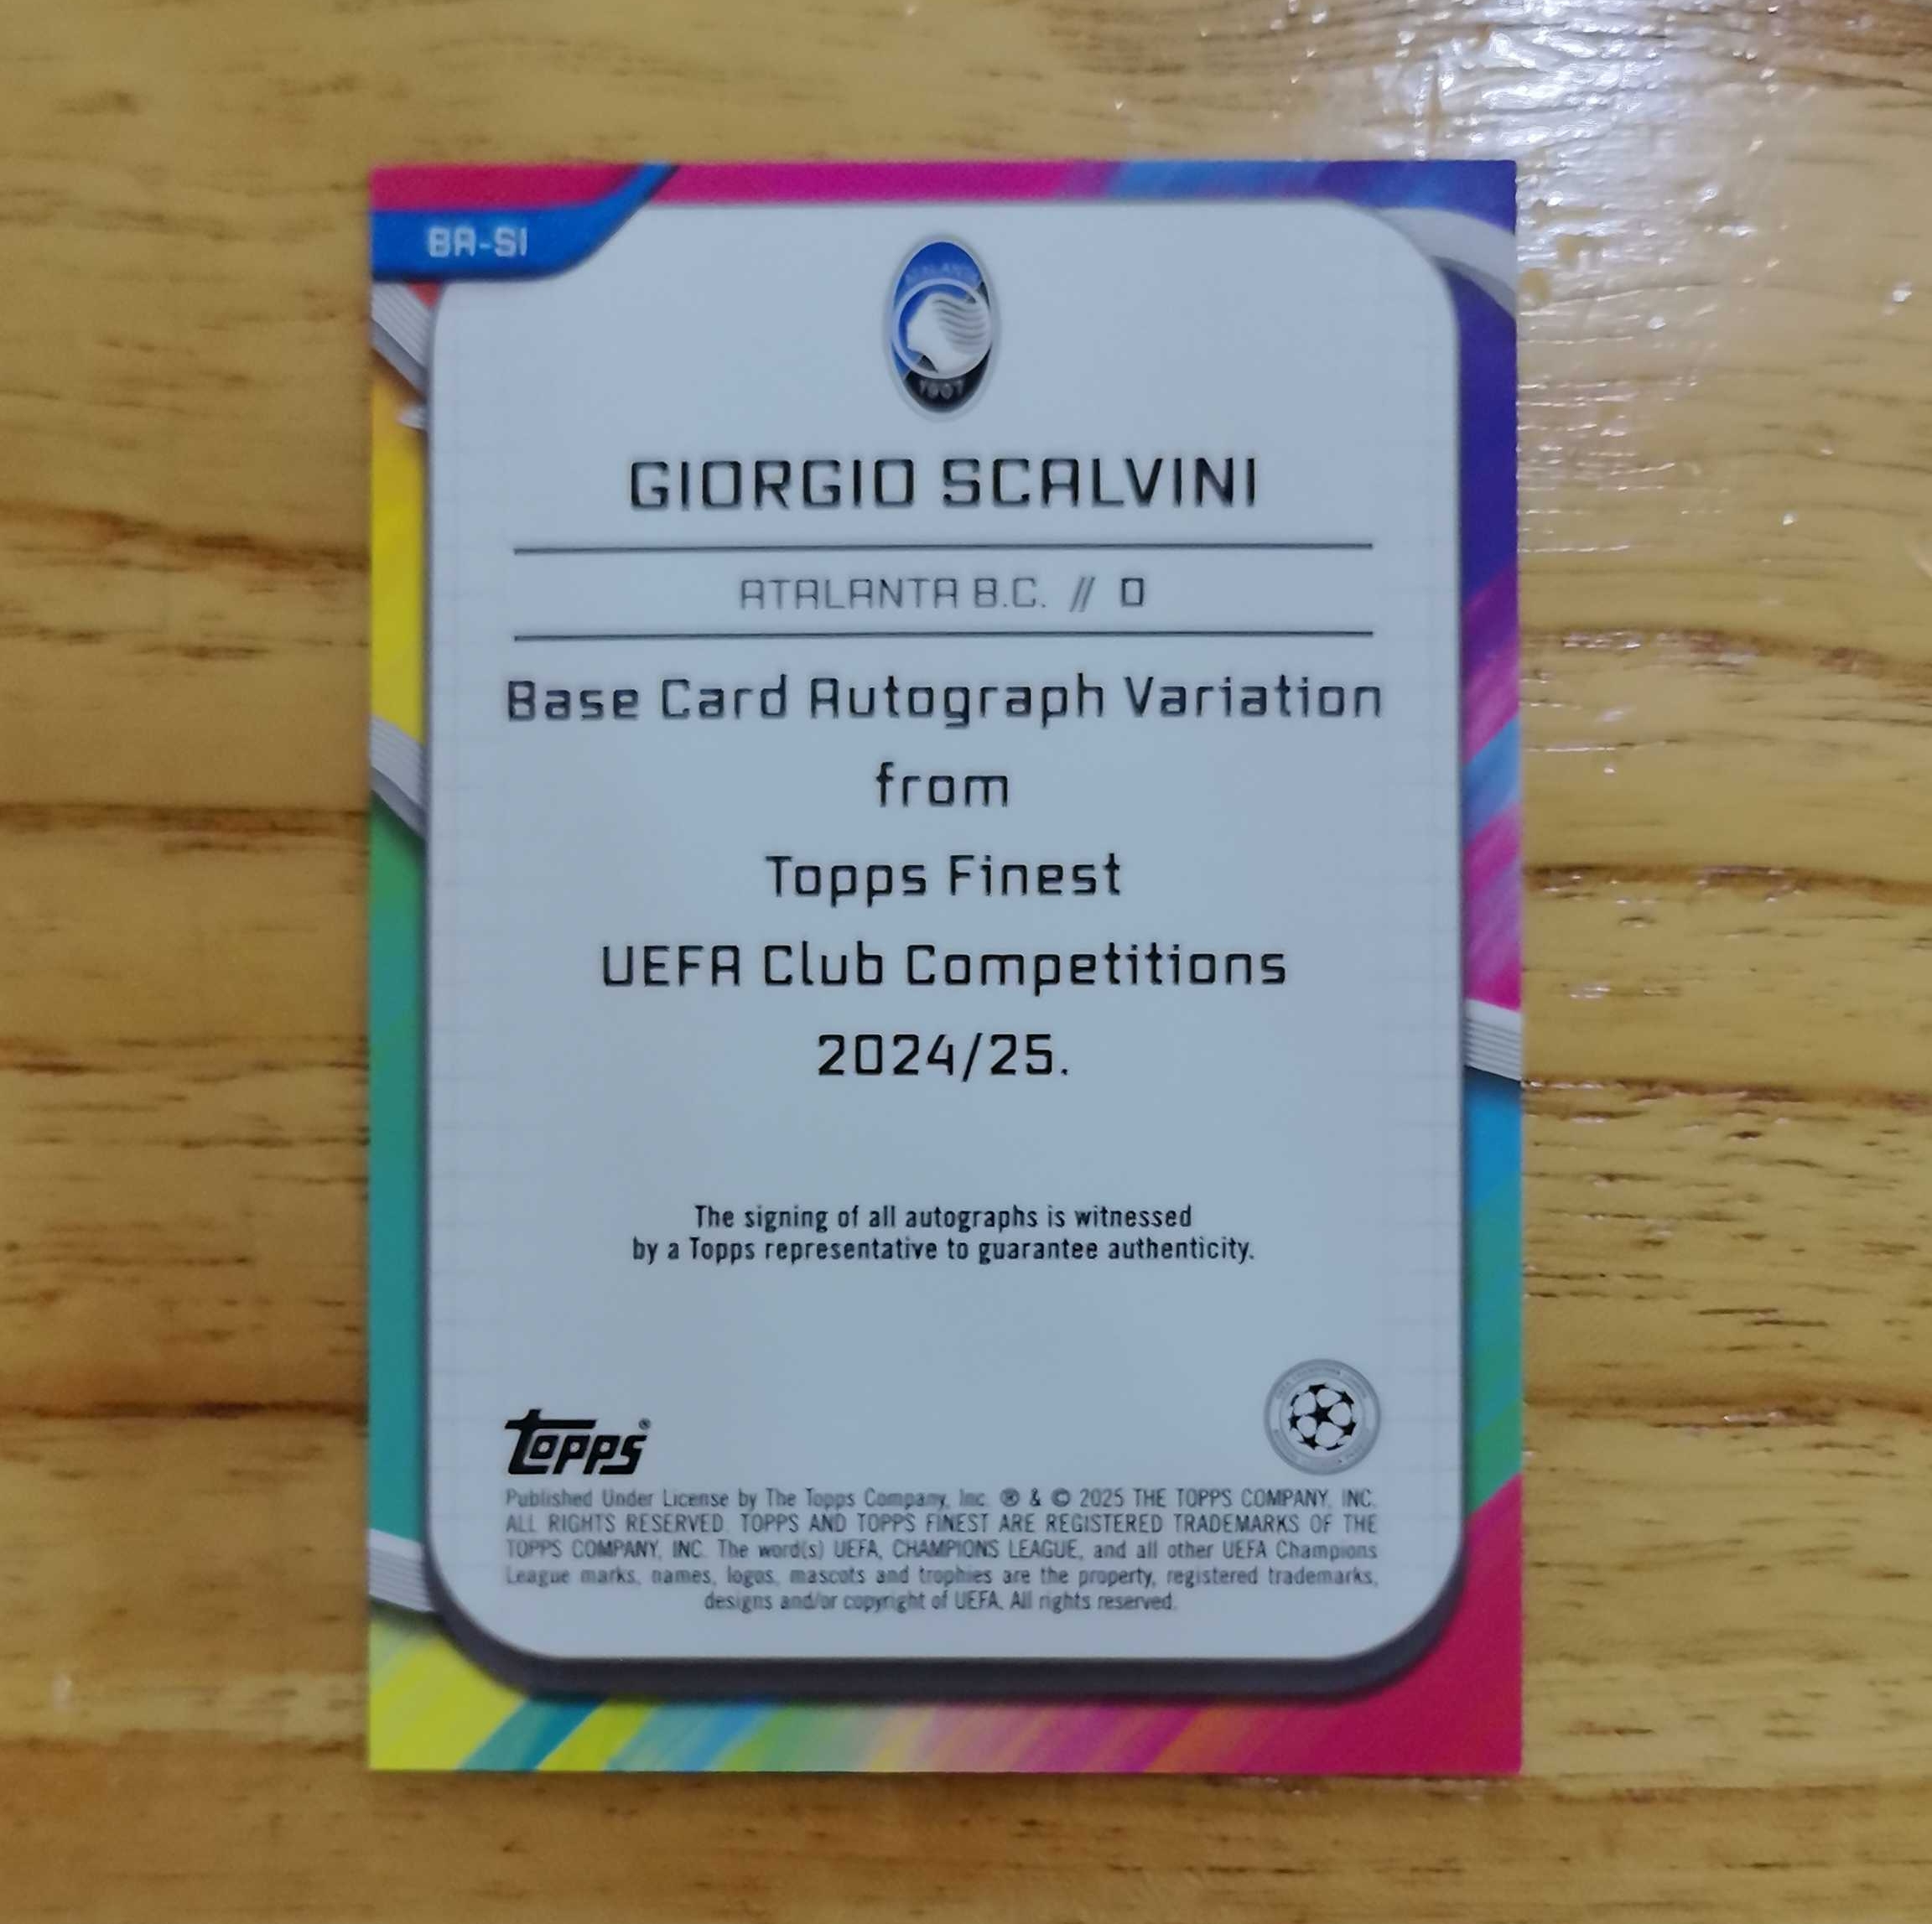 BA-SI
ATALANTA
1907
GIORGIO SCALVINI
ATALANTA B.C. // D
Base Card Autograph Variation
from
Topps Finest
UEFA Club Competitions
2024/25.
The signing of all autographs is witnessed
by a Topps representative to guarantee authenticity.
Topps®
Published Under License by The Topps Company, Inc. ® & © 2025 THE TOPPS COMPANY, INC.
ALL RIGHTS RESERVED. TOPPS AND TOPPS FINEST ARE REGISTERED TRADEMARKS OF THE
TOPPS COMPANY, INC. The word(s) UEFA, CHAMPIONS LEAGUE, and all other UEFA Champions
League marks, names, logos, mascots and trophies are the property, registered trademarks,
designs and/or copyright of UEFA. All rights reserved.